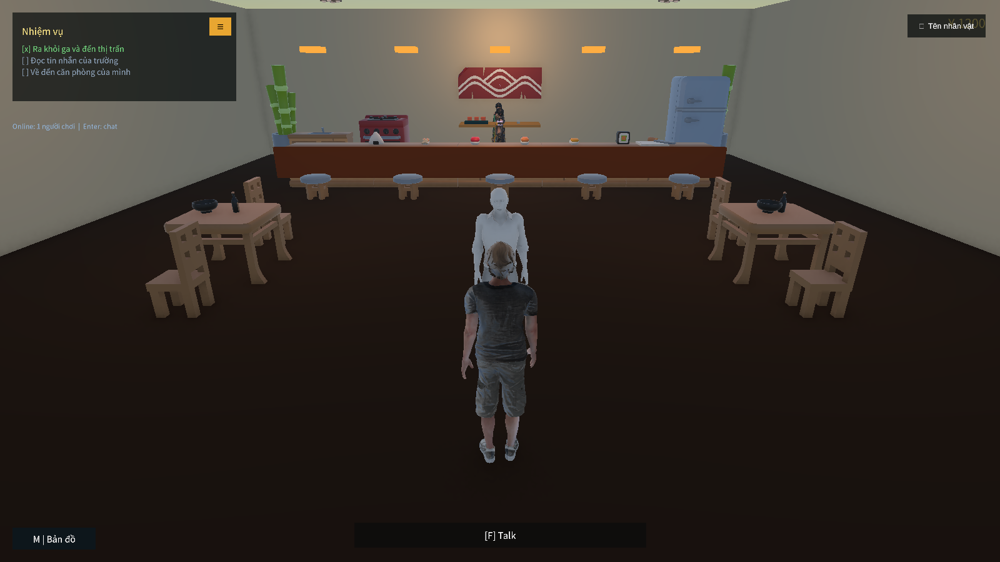 Nhiệm vụ
[x] Ra khỏi ga và đến thị trấn
[ ] Đọc tin nhắn của trường
[ ] Về đến căn phòng của mình
Online: 1 người chơi | Enter: chat
Tên nhân vật
¥ 1200
M | Bản đồ
[F] Talk